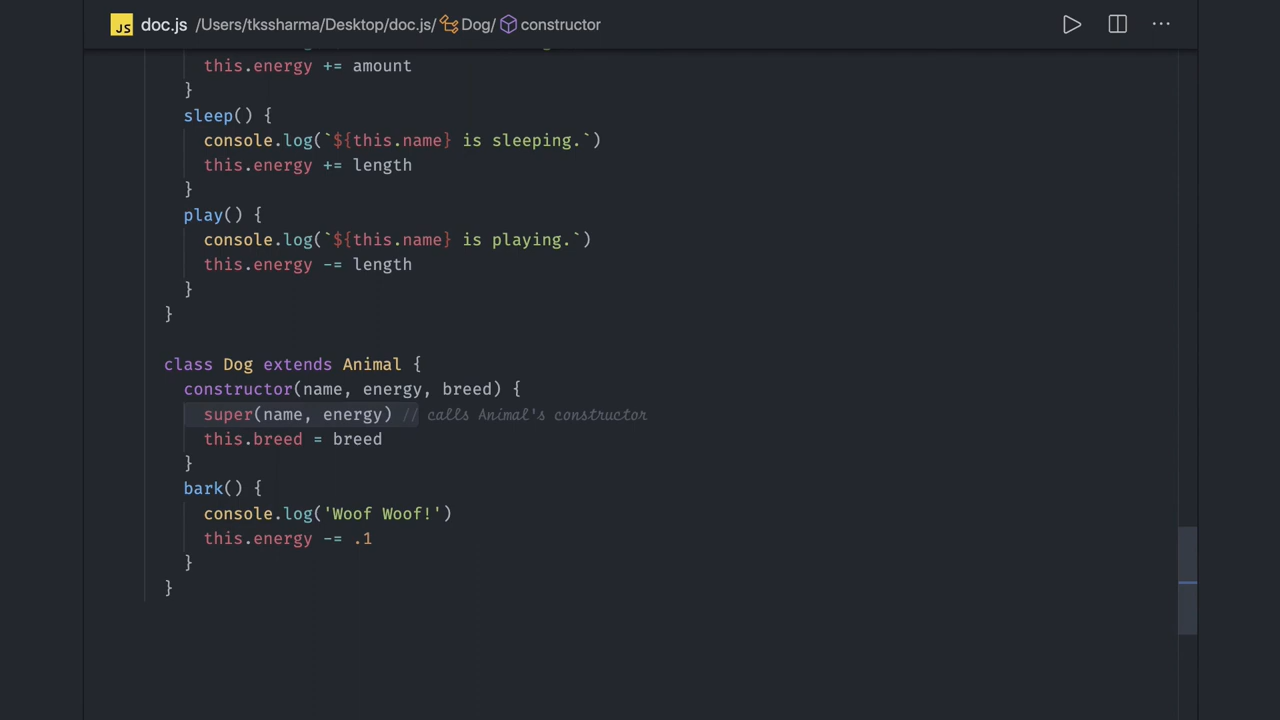 JS doc.js /Users/tkssharma/Desktop/doc.js/ Dog/ constructor
this.energy += amount
}
sleep() {
console.log(`${this.name} is sleeping.`)
this.energy += length
}
play() {
console.log(`${this.name} is playing.`)
this.energy -= length
}
}
class Dog extends Animal {
constructor(name, energy, breed) {
super(name, energy) // calls Animal's constructor
this.breed = breed
}
bark() {
console.log('Woof Woof!')
this.energy -= .1
}
}